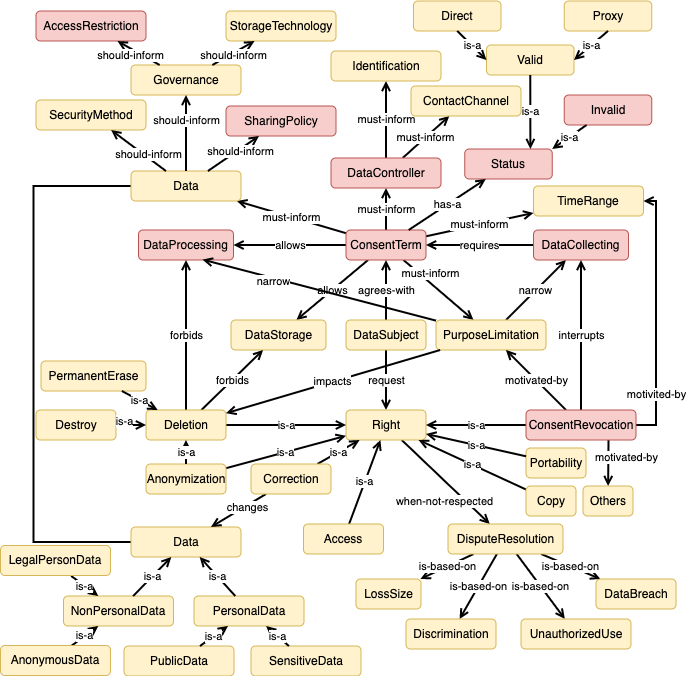 Direct
Proxy
AccessRestriction
StorageTechnology
is-a
is-a
should-inform
should-inform
Valid
Identification
Governance
ContactChannel
is-a
Invalid
SecurityMethod
should-inform
SharingPolicy
must-inform
must-inform
is-a
should-inform
should-inform
Status
DataController
Data
has-a
TimeRange
must-inform
must-inform
must-inform
DataProcessing
allows
ConsentTerm
requires
DataCollecting
must-inform
narrow
allows
agrees-with
narrow
forbids
DataStorage
DataSubject
PurposeLimitation
interrupts
PermanentErase
forbids
impacts
request
motivated-by
motivited-by
is-a
Destroy
is-a
Deletion
is-a
Right
is-a
ConsentRevocation
is-a
is-a
is-a
is-a
is-a
Portability
motivated-by
Anonymization
Correction
is-a
when-not-respected
Copy
Others
changes
Access
DisputeResolution
Data
LegalPersonData
is-a
is-a
is-a
is-based-on
is-based-on
is-based-on
is-based-on
LossSize
DataBreach
NonPersonalData
PersonalData
is-a
is-a
is-a
Discrimination
UnauthorizedUse
AnonymousData
PublicData
SensitiveData